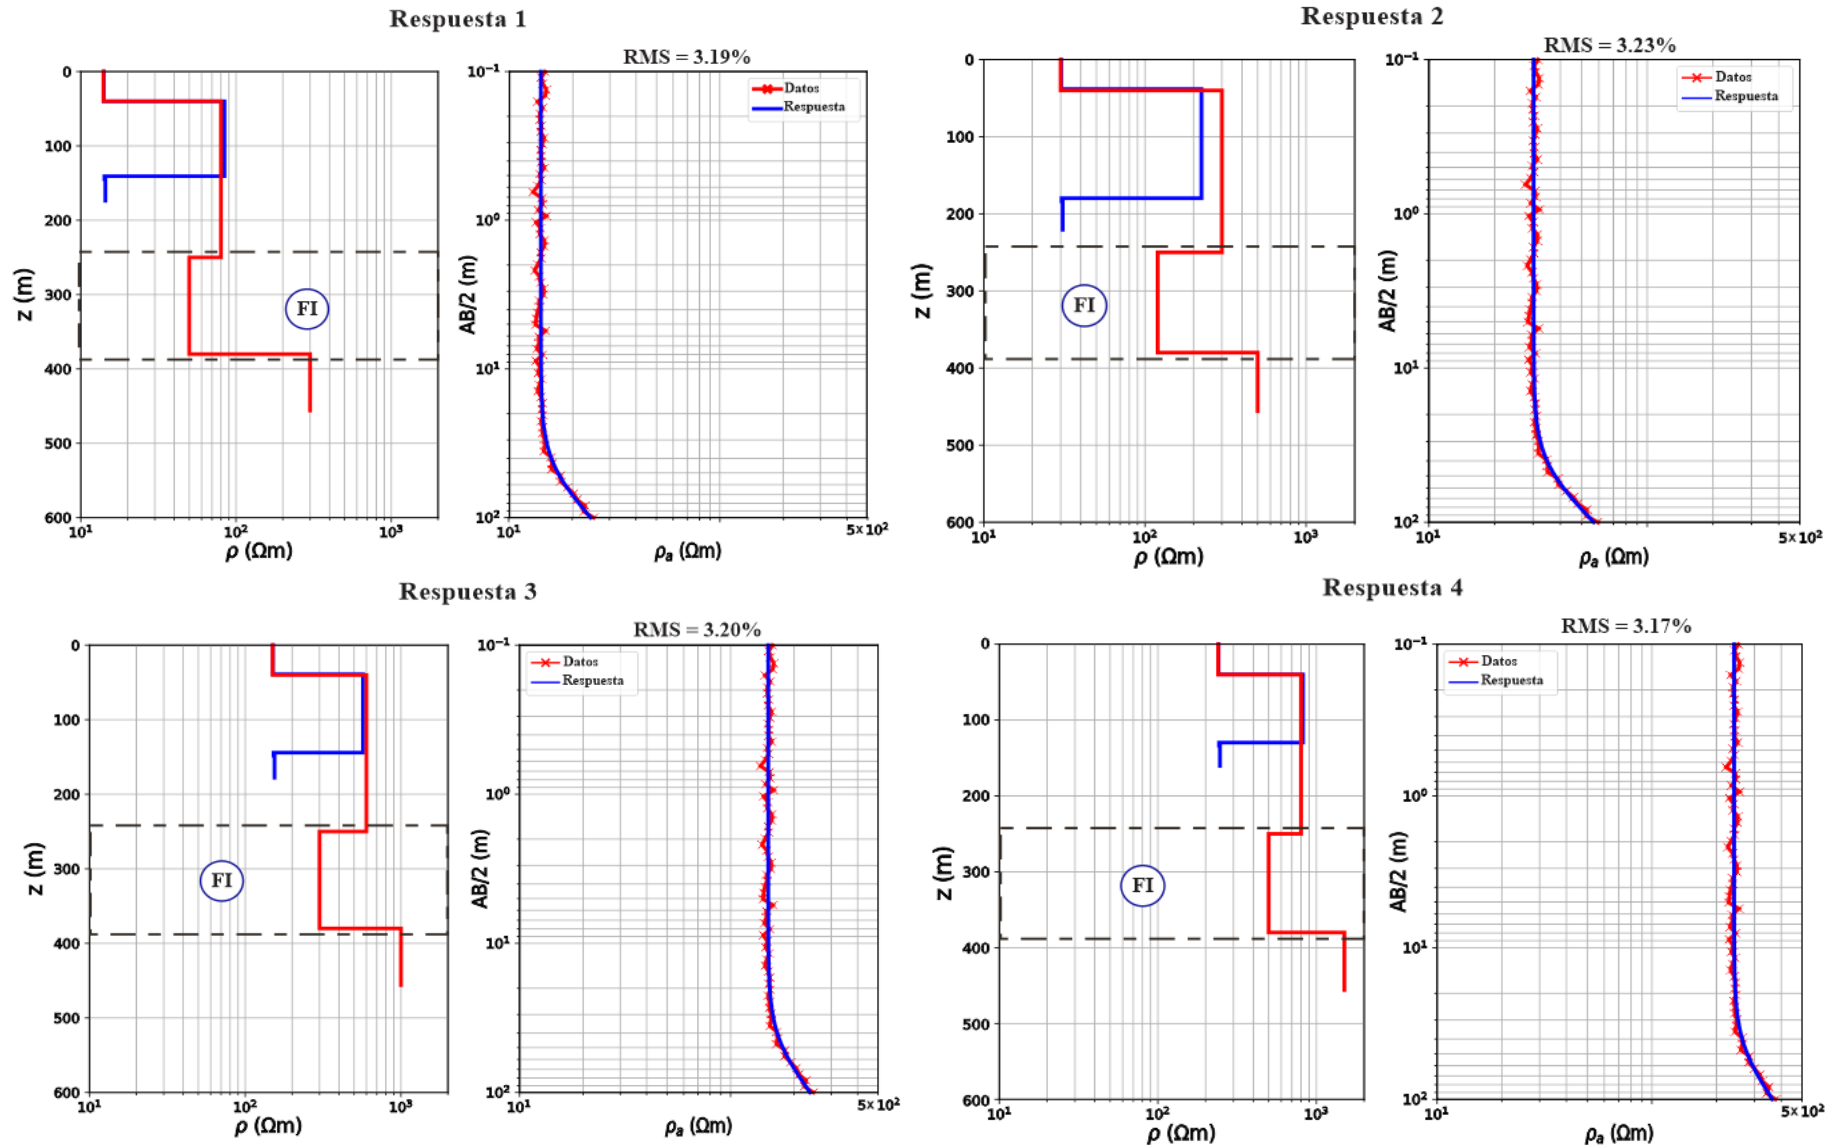 Respuesta 1
RMS = 3.19%
0
100
200
300
400
500
600
10¹
10²
10³
z (m)
ρ (Ωm)
FI
10⁻¹
10⁰
10¹
10²
AB/2 (m)
10¹
5×10²
ρₐ (Ωm)
Datos
Respuesta
Respuesta 2
RMS = 3.23%
0
100
200
300
400
500
600
10¹
10²
10³
z (m)
ρ (Ωm)
FI
10⁻¹
10⁰
10¹
10²
AB/2 (m)
10¹
5×10²
ρₐ (Ωm)
Datos
Respuesta
Respuesta 3
RMS = 3.20%
0
100
200
300
400
500
600
10¹
10²
10³
z (m)
ρ (Ωm)
FI
10⁻¹
10⁰
10¹
10²
AB/2 (m)
10¹
5×10²
ρₐ (Ωm)
Datos
Respuesta
Respuesta 4
RMS = 3.17%
0
100
200
300
400
500
600
10¹
10²
10³
z (m)
ρ (Ωm)
FI
10⁻¹
10⁰
10¹
10²
AB/2 (m)
10¹
5×10²
ρₐ (Ωm)
Datos
Respuesta